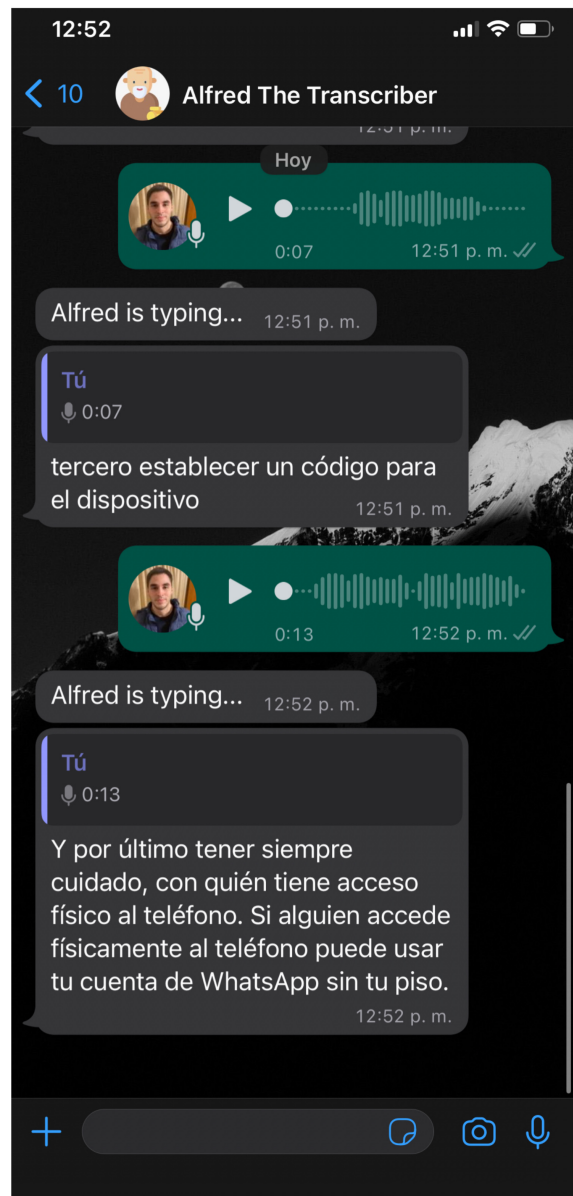 12:52
10
Alfred The Transcriber
12:51 p. m.
Hoy
0:07
12:51 p. m.
Alfred is typing...
12:51 p. m.
Tú
0:07
tercero establecer un código para
el dispositivo
12:51 p. m.
0:13
12:52 p. m.
Alfred is typing...
12:52 p. m.
Tú
0:13
Y por último tener siempre
cuidado, con quién tiene acceso
físico al teléfono. Si alguien accede
físicamente al teléfono puede usar
tu cuenta de WhatsApp sin tu piso.
12:52 p. m.